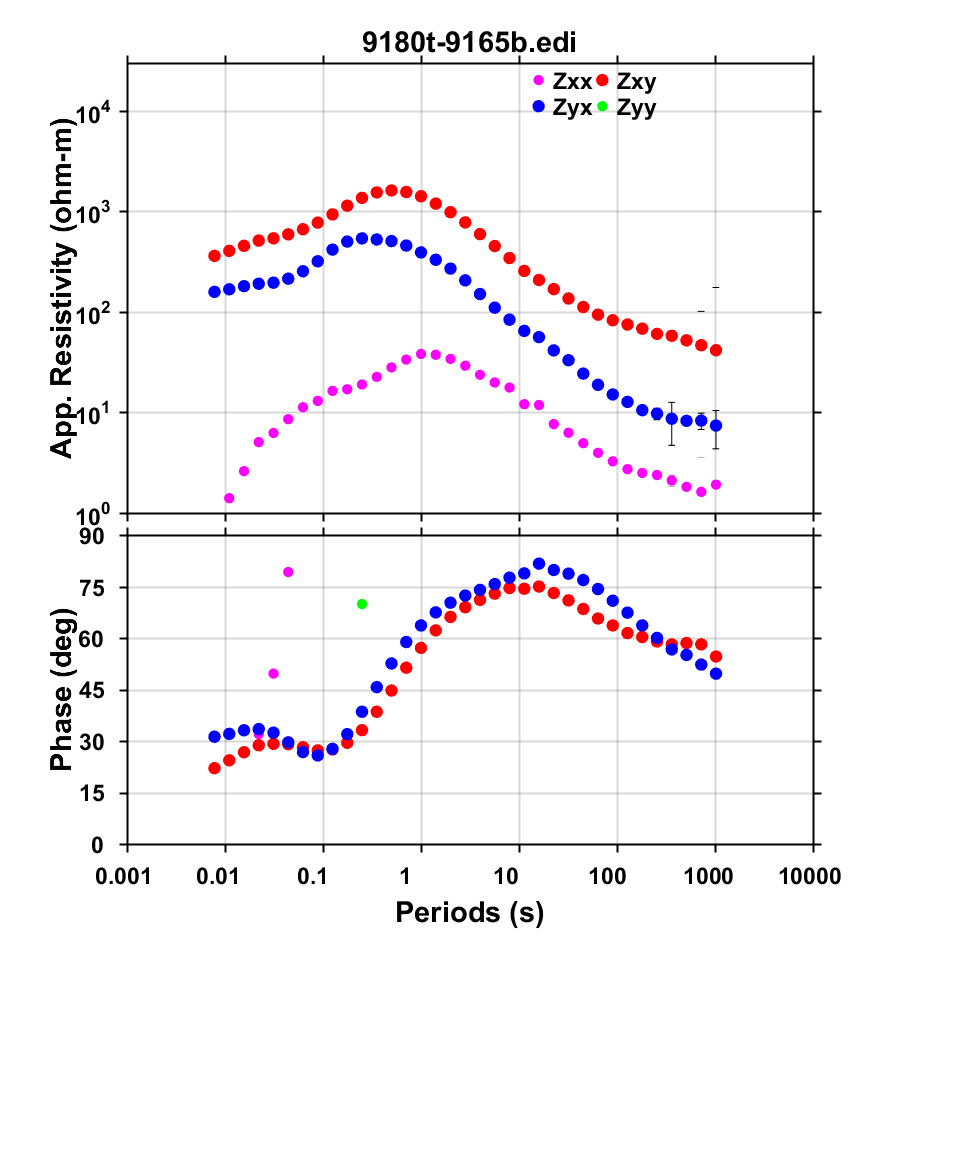 9180t-9165b.edi
Zxx Zxy
Zyx Zyy
App. Resistivity (ohm-m)
10^4
10^3
10^2
10^1
10^0
Phase (deg)
90
75
60
45
30
15
0
0.001 0.01 0.1 1 10 100 1000 10000
Periods (s)